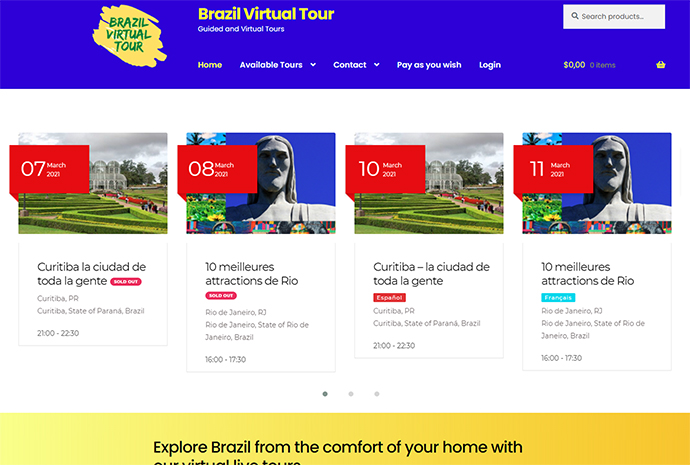 BRAZIL
VIRTUAL
TOUR
Brazil Virtual Tour
Guided and Virtual Tours
Search products...
Home
Available Tours
Contact
Pay as you wish
Login
$0,00 0 items
07 March
2021
Curitiba la ciudad de
toda la gente SOLD OUT
Curitiba, PR
Curitiba, State of Paraná, Brazil
21:00 - 22:30
08 March
2021
10 meilleures
attractions de Rio
SOLD OUT
Rio de Janeiro, RJ
Rio de Janeiro, State of Rio de
Janeiro, Brazil
16:00 - 17:30
10 March
2021
Curitiba – la ciudad de
toda la gente
Español
Curitiba, PR
Curitiba, State of Paraná, Brazil
21:00 - 22:30
11 March
2021
10 meilleures
attractions de Rio
Français
Rio de Janeiro, RJ
Rio de Janeiro, State of Rio de
Janeiro, Brazil
16:00 - 17:30
Explore Brazil from the comfort of your home with
our virtual live tours